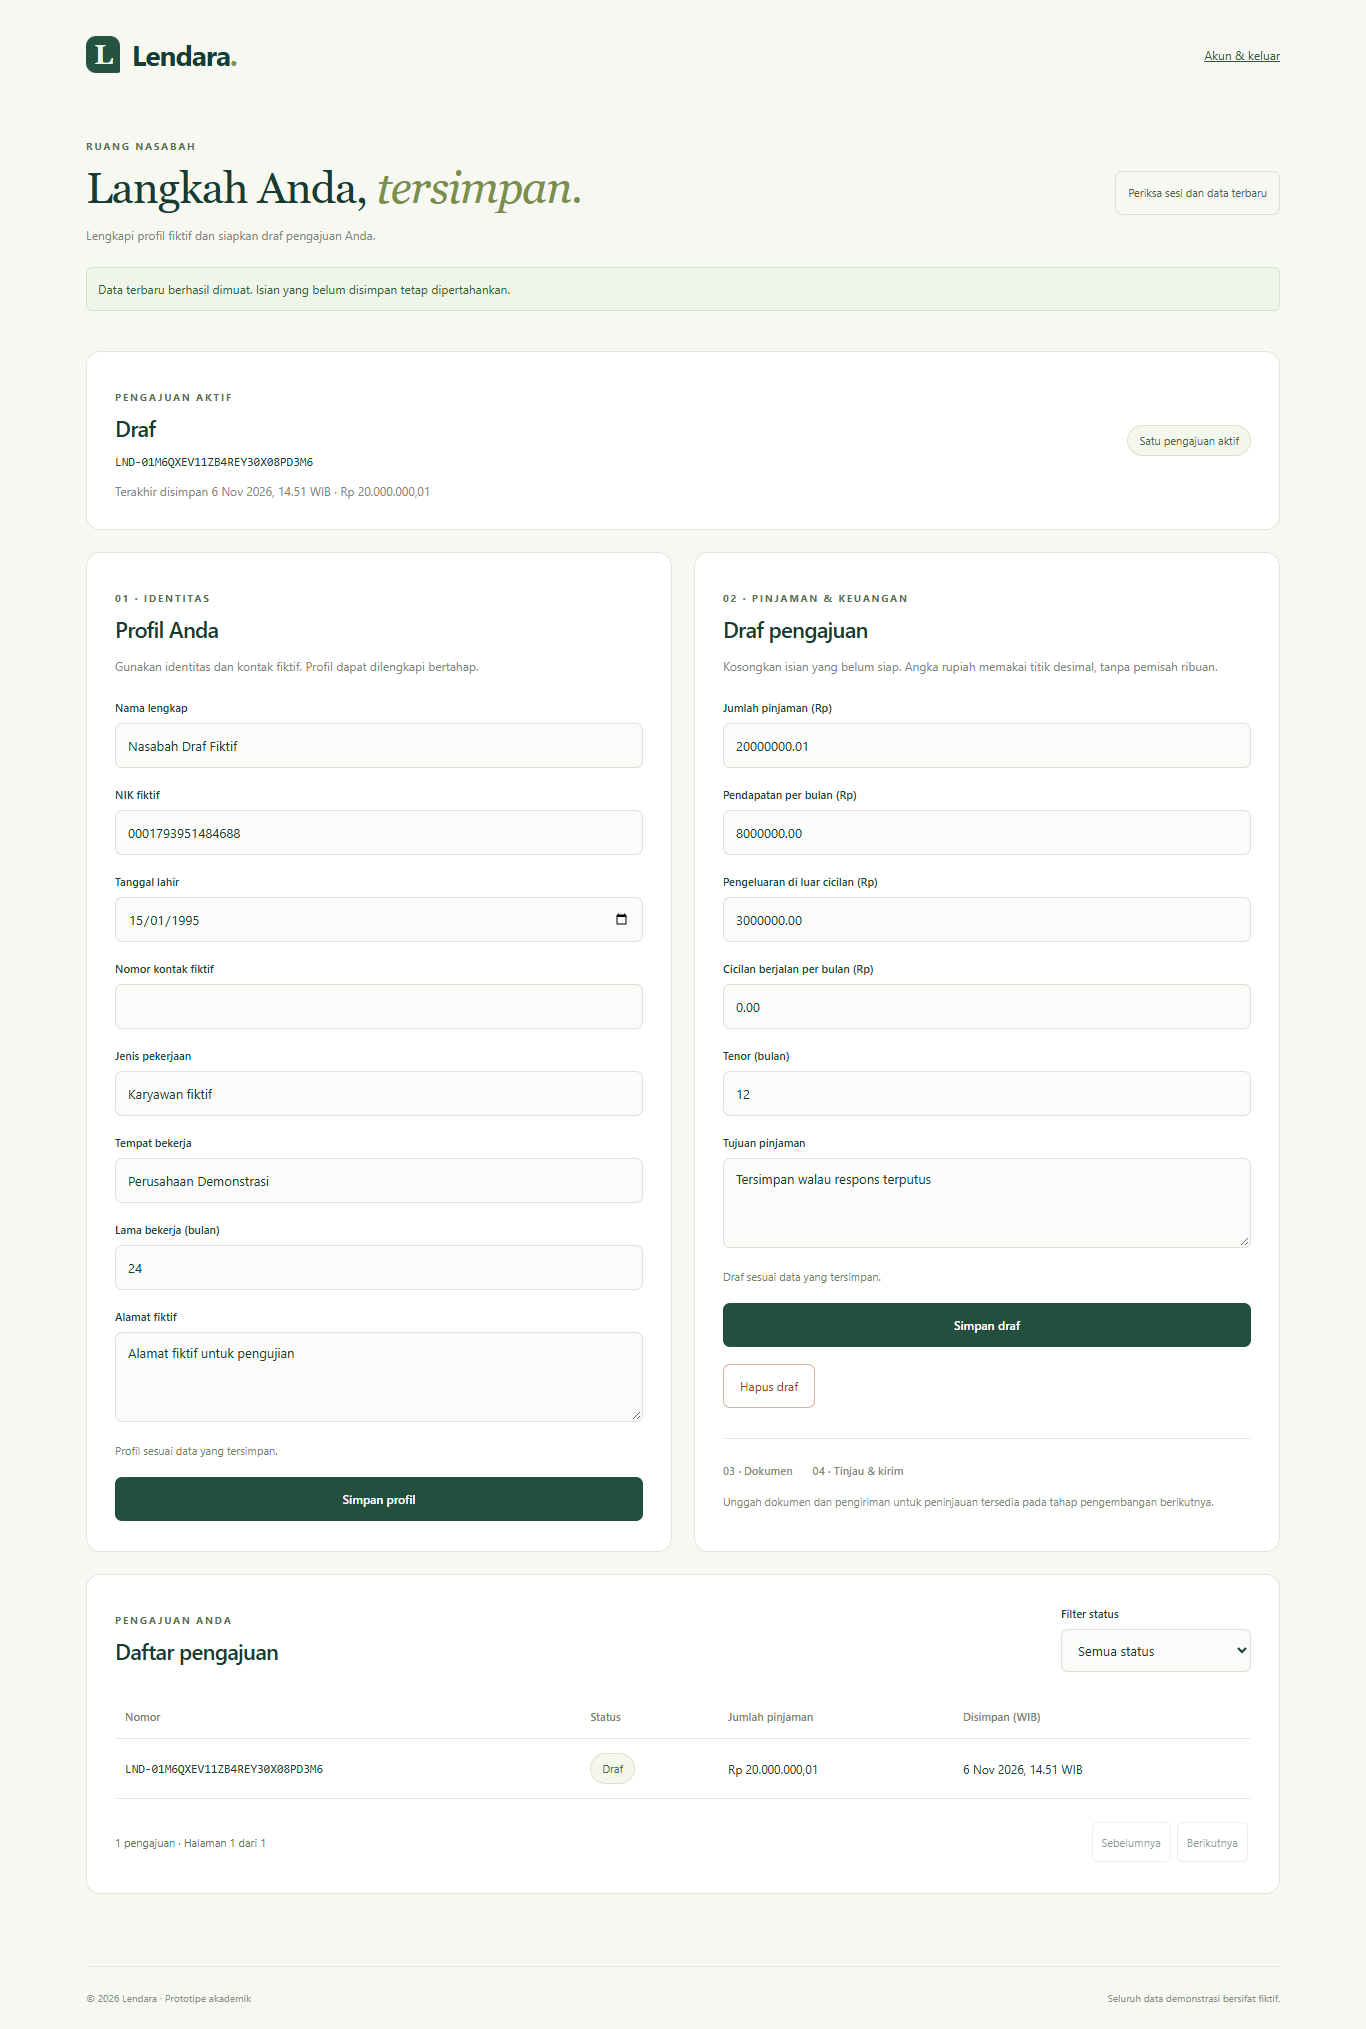 L Lendara.
Akun & keluar
RUANG NASABAH
Langkah Anda, tersimpan.
Periksa sesi dan data terbaru
Lengkapi profil fiktif dan siapkan draf pengajuan Anda.
Data terbaru berhasil dimuat. Isian yang belum disimpan tetap dipertahankan.
PENGAJUAN AKTIF
Draf
LND-01M6QXEV11ZB4REY30X08PD3M6
Terakhir disimpan 6 Nov 2026, 14.51 WIB · Rp 20.000.000,01
Satu pengajuan aktif
01 · IDENTITAS
Profil Anda
Gunakan identitas dan kontak fiktif. Profil dapat dilengkapi bertahap.
Nama lengkap
Nasabah Draf Fiktif
NIK fiktif
0001793951484688
Tanggal lahir
15/01/1995
Nomor kontak fiktif
Jenis pekerjaan
Karyawan fiktif
Tempat bekerja
Perusahaan Demonstrasi
Lama bekerja (bulan)
24
Alamat fiktif
Alamat fiktif untuk pengujian
Profil sesuai data yang tersimpan.
Simpan profil
02 · PINJAMAN & KEUANGAN
Draf pengajuan
Kosongkan isian yang belum siap. Angka rupiah memakai titik desimal, tanpa pemisah ribuan.
Jumlah pinjaman (Rp)
20000000.01
Pendapatan per bulan (Rp)
8000000.00
Pengeluaran di luar cicilan (Rp)
3000000.00
Cicilan berjalan per bulan (Rp)
0.00
Tenor (bulan)
12
Tujuan pinjaman
Tersimpan walau respons terputus
Draf sesuai data yang tersimpan.
Simpan draf
Hapus draf
03 · Dokumen 04 · Tinjau & kirim
Unggah dokumen dan pengiriman untuk peninjauan tersedia pada tahap pengembangan berikutnya.
PENGAJUAN ANDA
Daftar pengajuan
Filter status
Semua status
Nomor Status Jumlah pinjaman Disimpan (WIB)
LND-01M6QXEV11ZB4REY30X08PD3M6 Draf Rp 20.000.000,01 6 Nov 2026, 14.51 WIB
1 pengajuan · Halaman 1 dari 1
Sebelumnya Berikutnya
© 2026 Lendara · Prototipe akademik
Seluruh data demonstrasi bersifat fiktif.